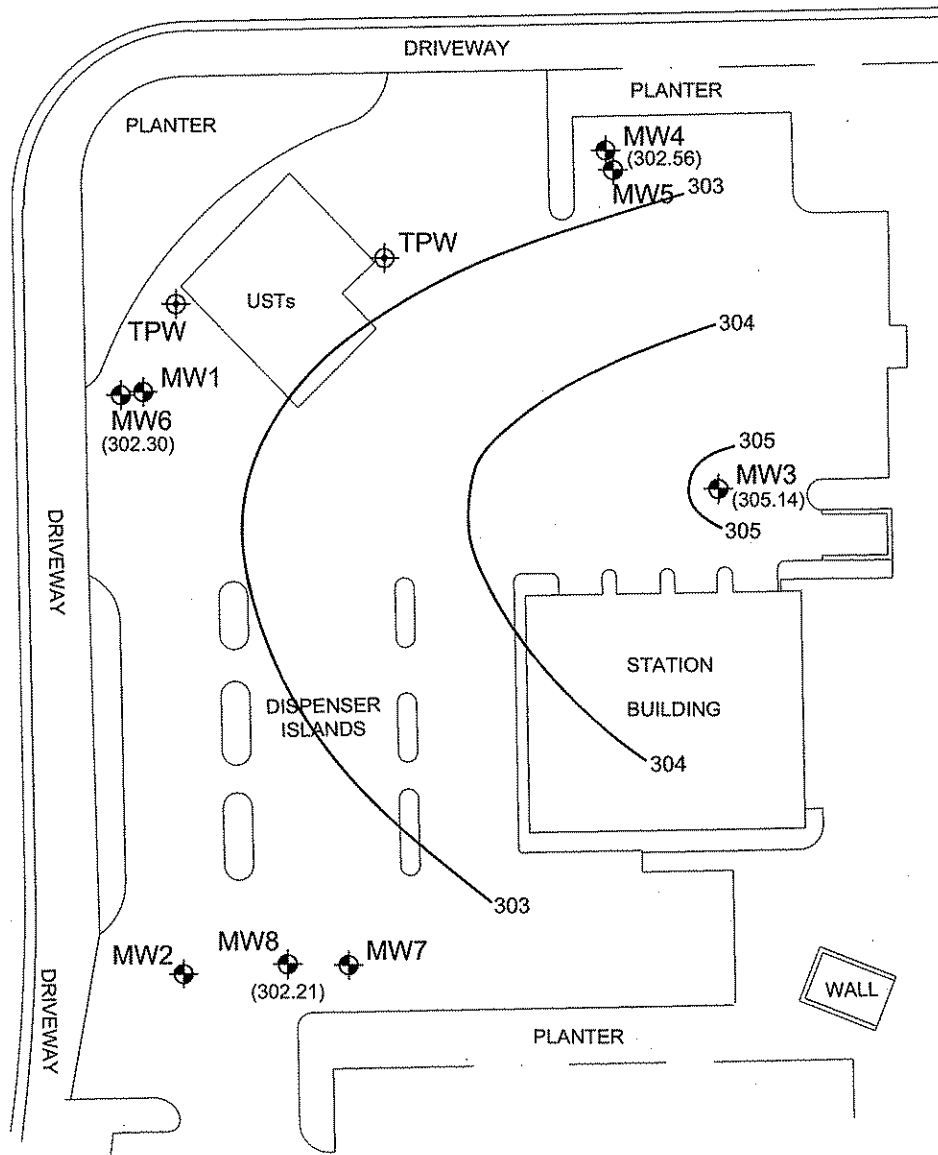 DRIVEWAY
PLANTER
PLANTER
MW4
(302.56)
MW5
303
TPW
USTs
TPW
304
MW1
MW6
(302.30)
305
MW3
(305.14)
305
DRIVEWAY
STATION
BUILDING
DISPENSER
ISLANDS
304
303
MW2
MW8
(302.21)
MW7
DRIVEWAY
WALL
PLANTER